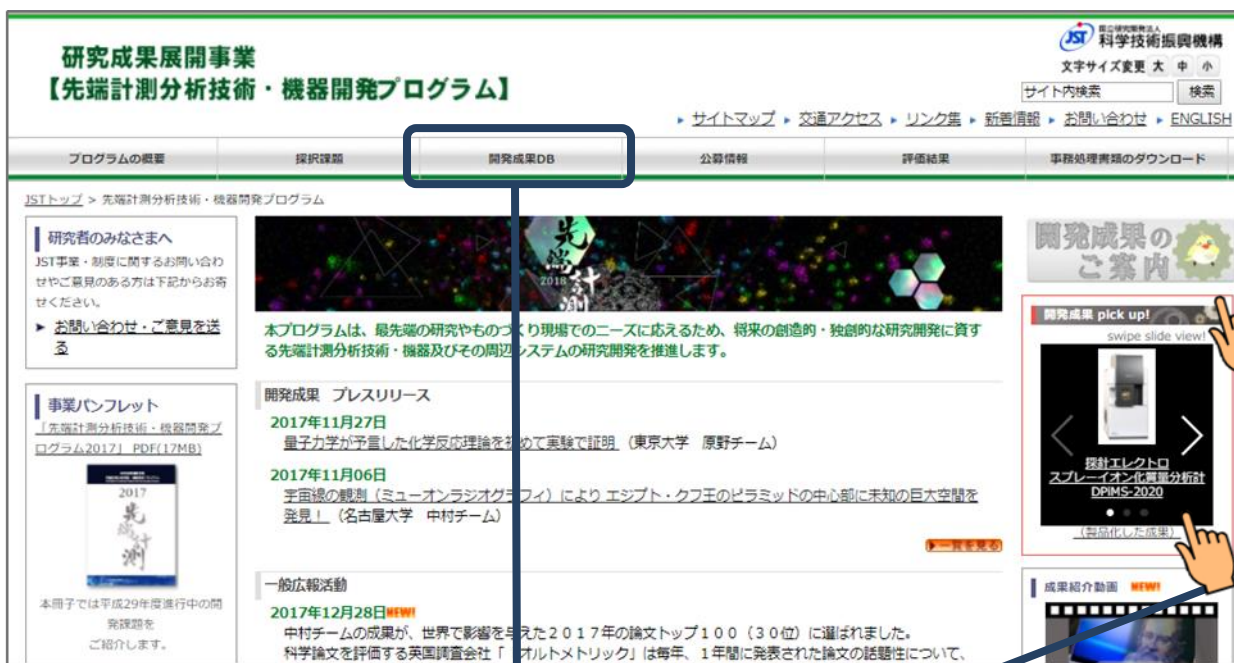 研究成果展開事業
【先端計測分析技術・機器開発プログラム】
JST 国立研究開発法人
科学技術振興機構
文字サイズ変更 大 中 小
サイト内検索 検索
サイトマップ 交通アクセス リンク集 新着情報 お問い合わせ ENGLISH
プログラムの概要 採択課題 開発成果DB 公募情報 評価結果 事務処理書類のダウンロード
JSTトップ > 先端計測分析技術・機器開発プログラム
研究者のみなさまへ
JST事業・制度に関するお問い合わ
せやご意見のある方は下記からお寄
せください。
お問い合わせ・ご意見を送
る
事業パンフレット
「先端計測分析技術・機器開発プ
ログラム2017」 PDF(17MB)
2017
先端計測
本冊子では平成29年度進行中の開
発課題を
ご紹介します。
先端計測
2018
本プログラムは、最先端の研究やものづくり現場でのニーズに応えるため、将来の創造的・独創的な研究開発に資す
る先端計測分析技術・機器及びその周辺システムの研究開発を推進します。
開発成果 プレスリリース
2017年11月27日
量子力学が予言した化学反応理論を初めて実験で証明 （東京大学 原野チーム）
2017年11月06日
宇宙線の観測（ミューオンラジオグラフィ）により エジプト・クフ王のピラミッドの中心部に未知の巨大空間を
発見！ （名古屋大学 中村チーム）
一覧を見る
一般広報活動
2017年12月28日NEW!
中村チームの成果が、世界で影響を与えた２０１７年の論文トップ１００（３０位）に選ばれました。
科学論文を評価する英国調査会社「オルトメトリック」は毎年、１年間に発表された論文の話題性について、
開発成果の
ご案内
開発成果 pick up!
swipe slide view!
探針エレクトロ
スプレーイオン化質量分析計
DPiMS-2020
（製品化した成果）
成果紹介動画 NEW!